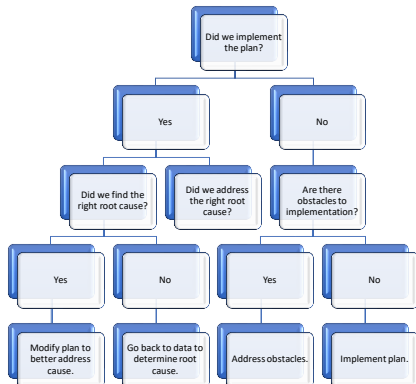 Did we implement
the plan?
Yes
No
Did we find the
right root cause?
Did we address
the right root
cause?
Are there
obstacles to
implementation?
Yes
No
Yes
No
Modify plan to
better address
cause.
Go back to data to
determine root
cause.
Address obstacles.
Implement plan.